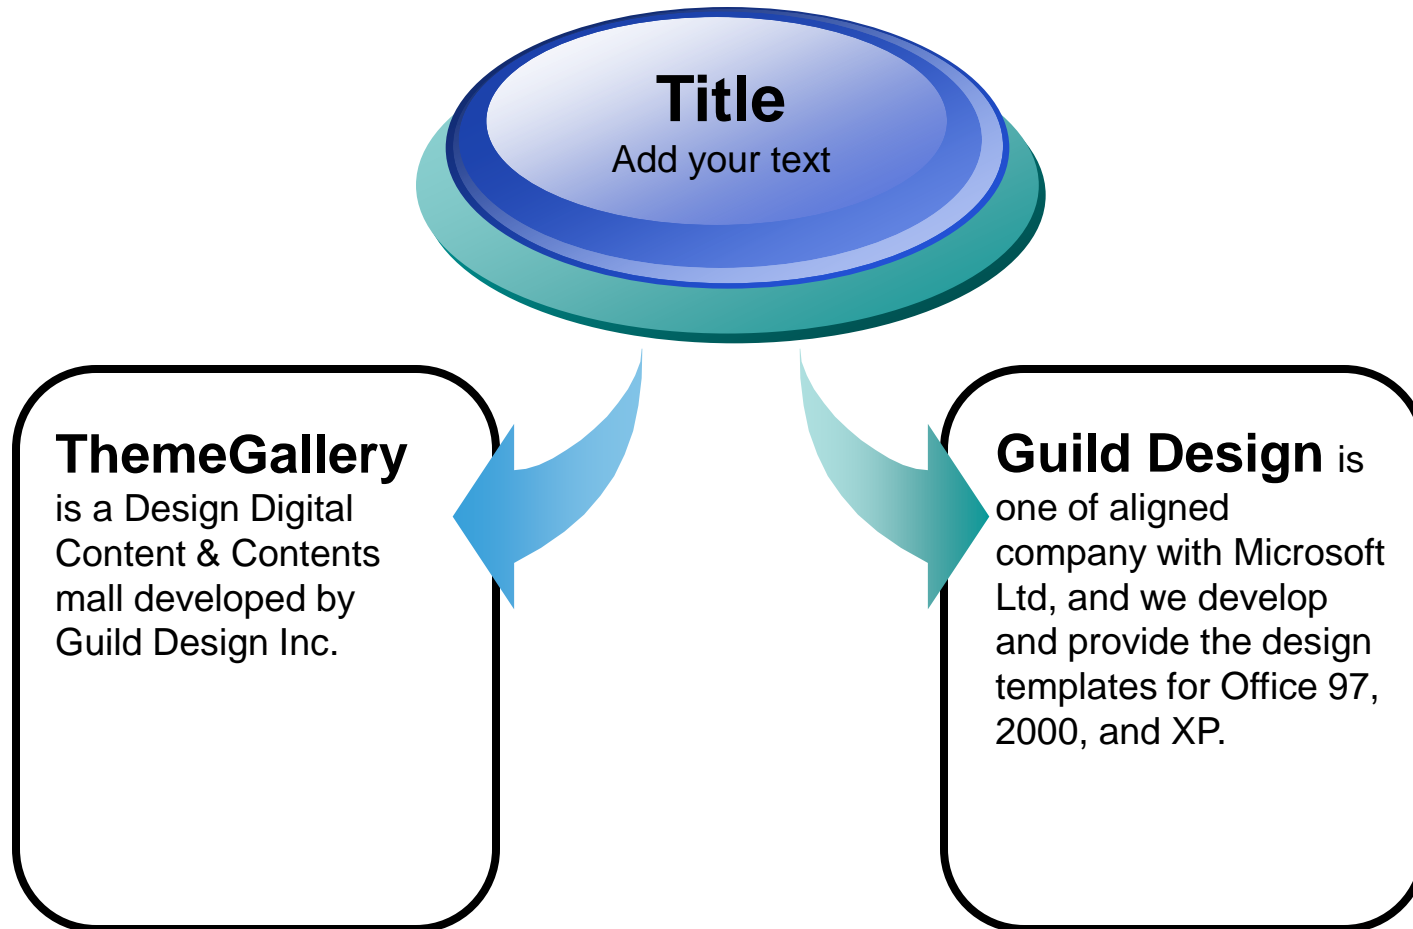 Title
Add your text
ThemeGallery
is a Design Digital
Content & Contents
mall developed by
Guild Design Inc.
Guild Design is
one of aligned
company with Microsoft
Ltd, and we develop
and provide the design
templates for Office 97,
2000, and XP.